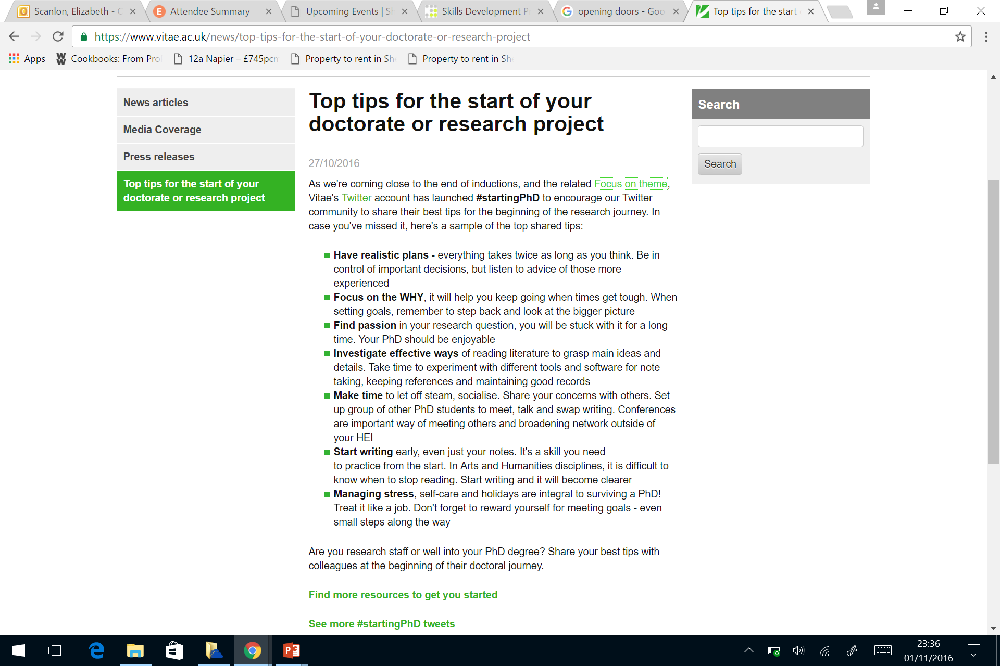 Scanlon, Elizabeth - 
Attendee Summary
Upcoming Events |
Skills Development
opening doors - Goo
Top tips for the start
https://www.vitae.ac.uk/news/top-tips-for-the-start-of-your-doctorate-or-research-project
Apps
Cookbooks: From Pro
12a Napier – £745pcm
Property to rent in She
Property to rent in She
News articles
Media Coverage
Press releases
Top tips for the start of your
doctorate or research project
Top tips for the start of your
doctorate or research project
27/10/2016
As we're coming close to the end of inductions, and the related Focus on theme,
Vitae's Twitter account has launched #startingPhD to encourage our Twitter
community to share their best tips for the beginning of the research journey. In
case you've missed it, here's a sample of the top shared tips:
Have realistic plans - everything takes twice as long as you think. Be in
control of important decisions, but listen to advice of those more
experienced
Focus on the WHY, it will help you keep going when times get tough. When
setting goals, remember to step back and look at the bigger picture
Find passion in your research question, you will be stuck with it for a long
time. Your PhD should be enjoyable
Investigate effective ways of reading literature to grasp main ideas and
details. Take time to experiment with different tools and software for note
taking, keeping references and maintaining good records
Make time to let off steam, socialise. Share your concerns with others. Set
up group of other PhD students to meet, talk and swap writing. Conferences
are important way of meeting others and broadening network outside of
your HEI
Start writing early, even just your notes. It's a skill you need
to practice from the start. In Arts and Humanities disciplines, it is difficult to
know when to stop reading. Start writing and it will become clearer
Managing stress, self-care and holidays are integral to surviving a PhD!
Treat it like a job. Don't forget to reward yourself for meeting goals - even
small steps along the way
Are you research staff or well into your PhD degree? Share your best tips with
colleagues at the beginning of their doctoral journey.
Find more resources to get you started
See more #startingPhD tweets
Search
Search
23:36
01/11/2016